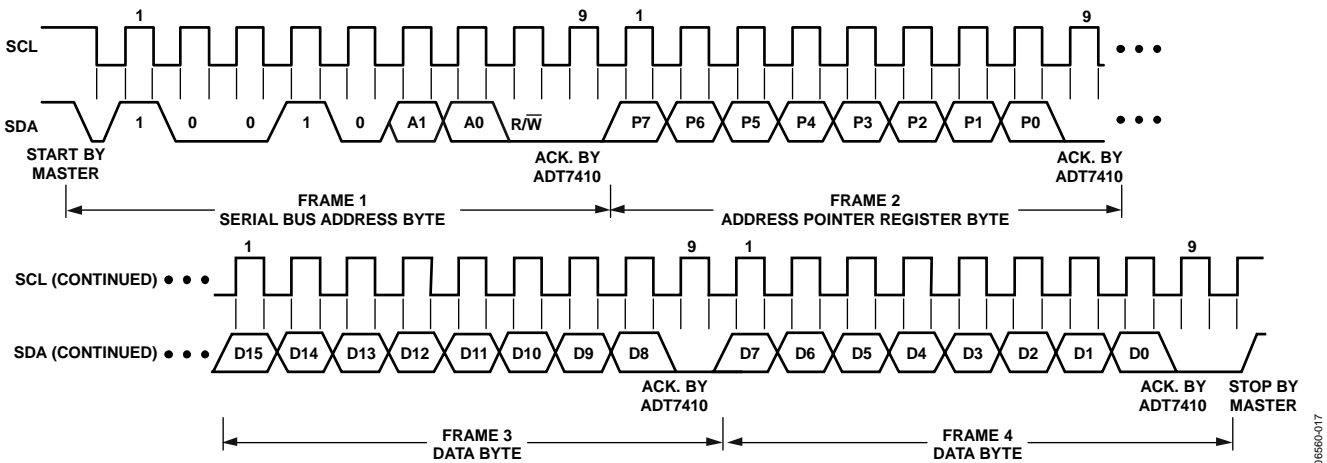 1 9 1 9
SCL
SDA 1 0 0 1 0 A1 A0 R/W̅ P7 P6 P5 P4 P3 P2 P1 P0
START BY
MASTER
ACK. BY
ADT7410
ACK. BY
ADT7410
FRAME 1
SERIAL BUS ADDRESS BYTE
FRAME 2
ADDRESS POINTER REGISTER BYTE
1 9 1 9
SCL (CONTINUED)
SDA (CONTINUED) D15 D14 D13 D12 D11 D10 D9 D8 D7 D6 D5 D4 D3 D2 D1 D0
ACK. BY
ADT7410
ACK. BY
ADT7410
STOP BY
MASTER
FRAME 3
DATA BYTE
FRAME 4
DATA BYTE
06560-017